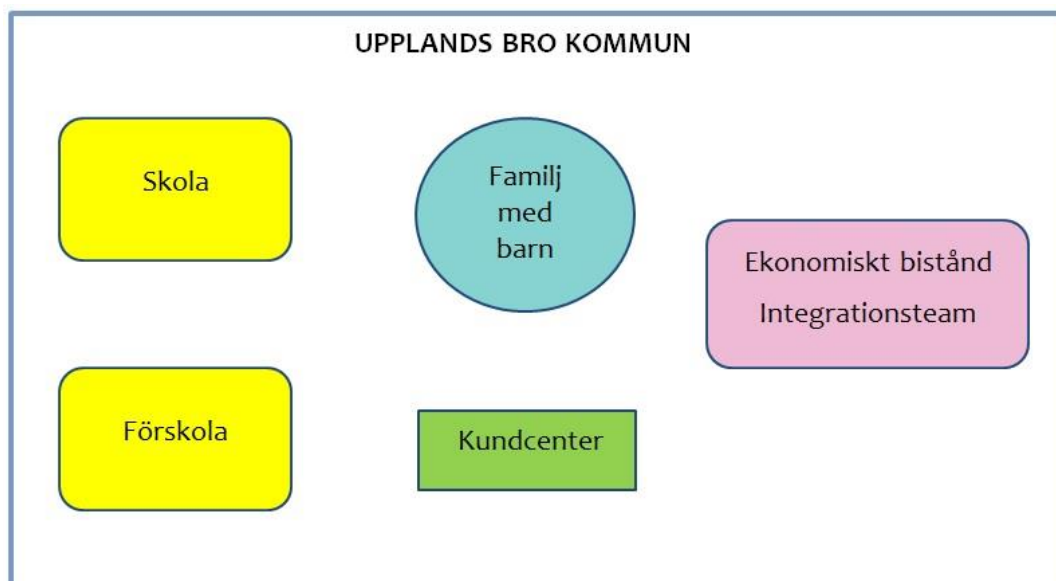 UPPLANDS BRO KOMMUN
Skola
Familj
med
barn
Ekonomiskt bistånd
Integrationsteam
Förskola
Kundcenter